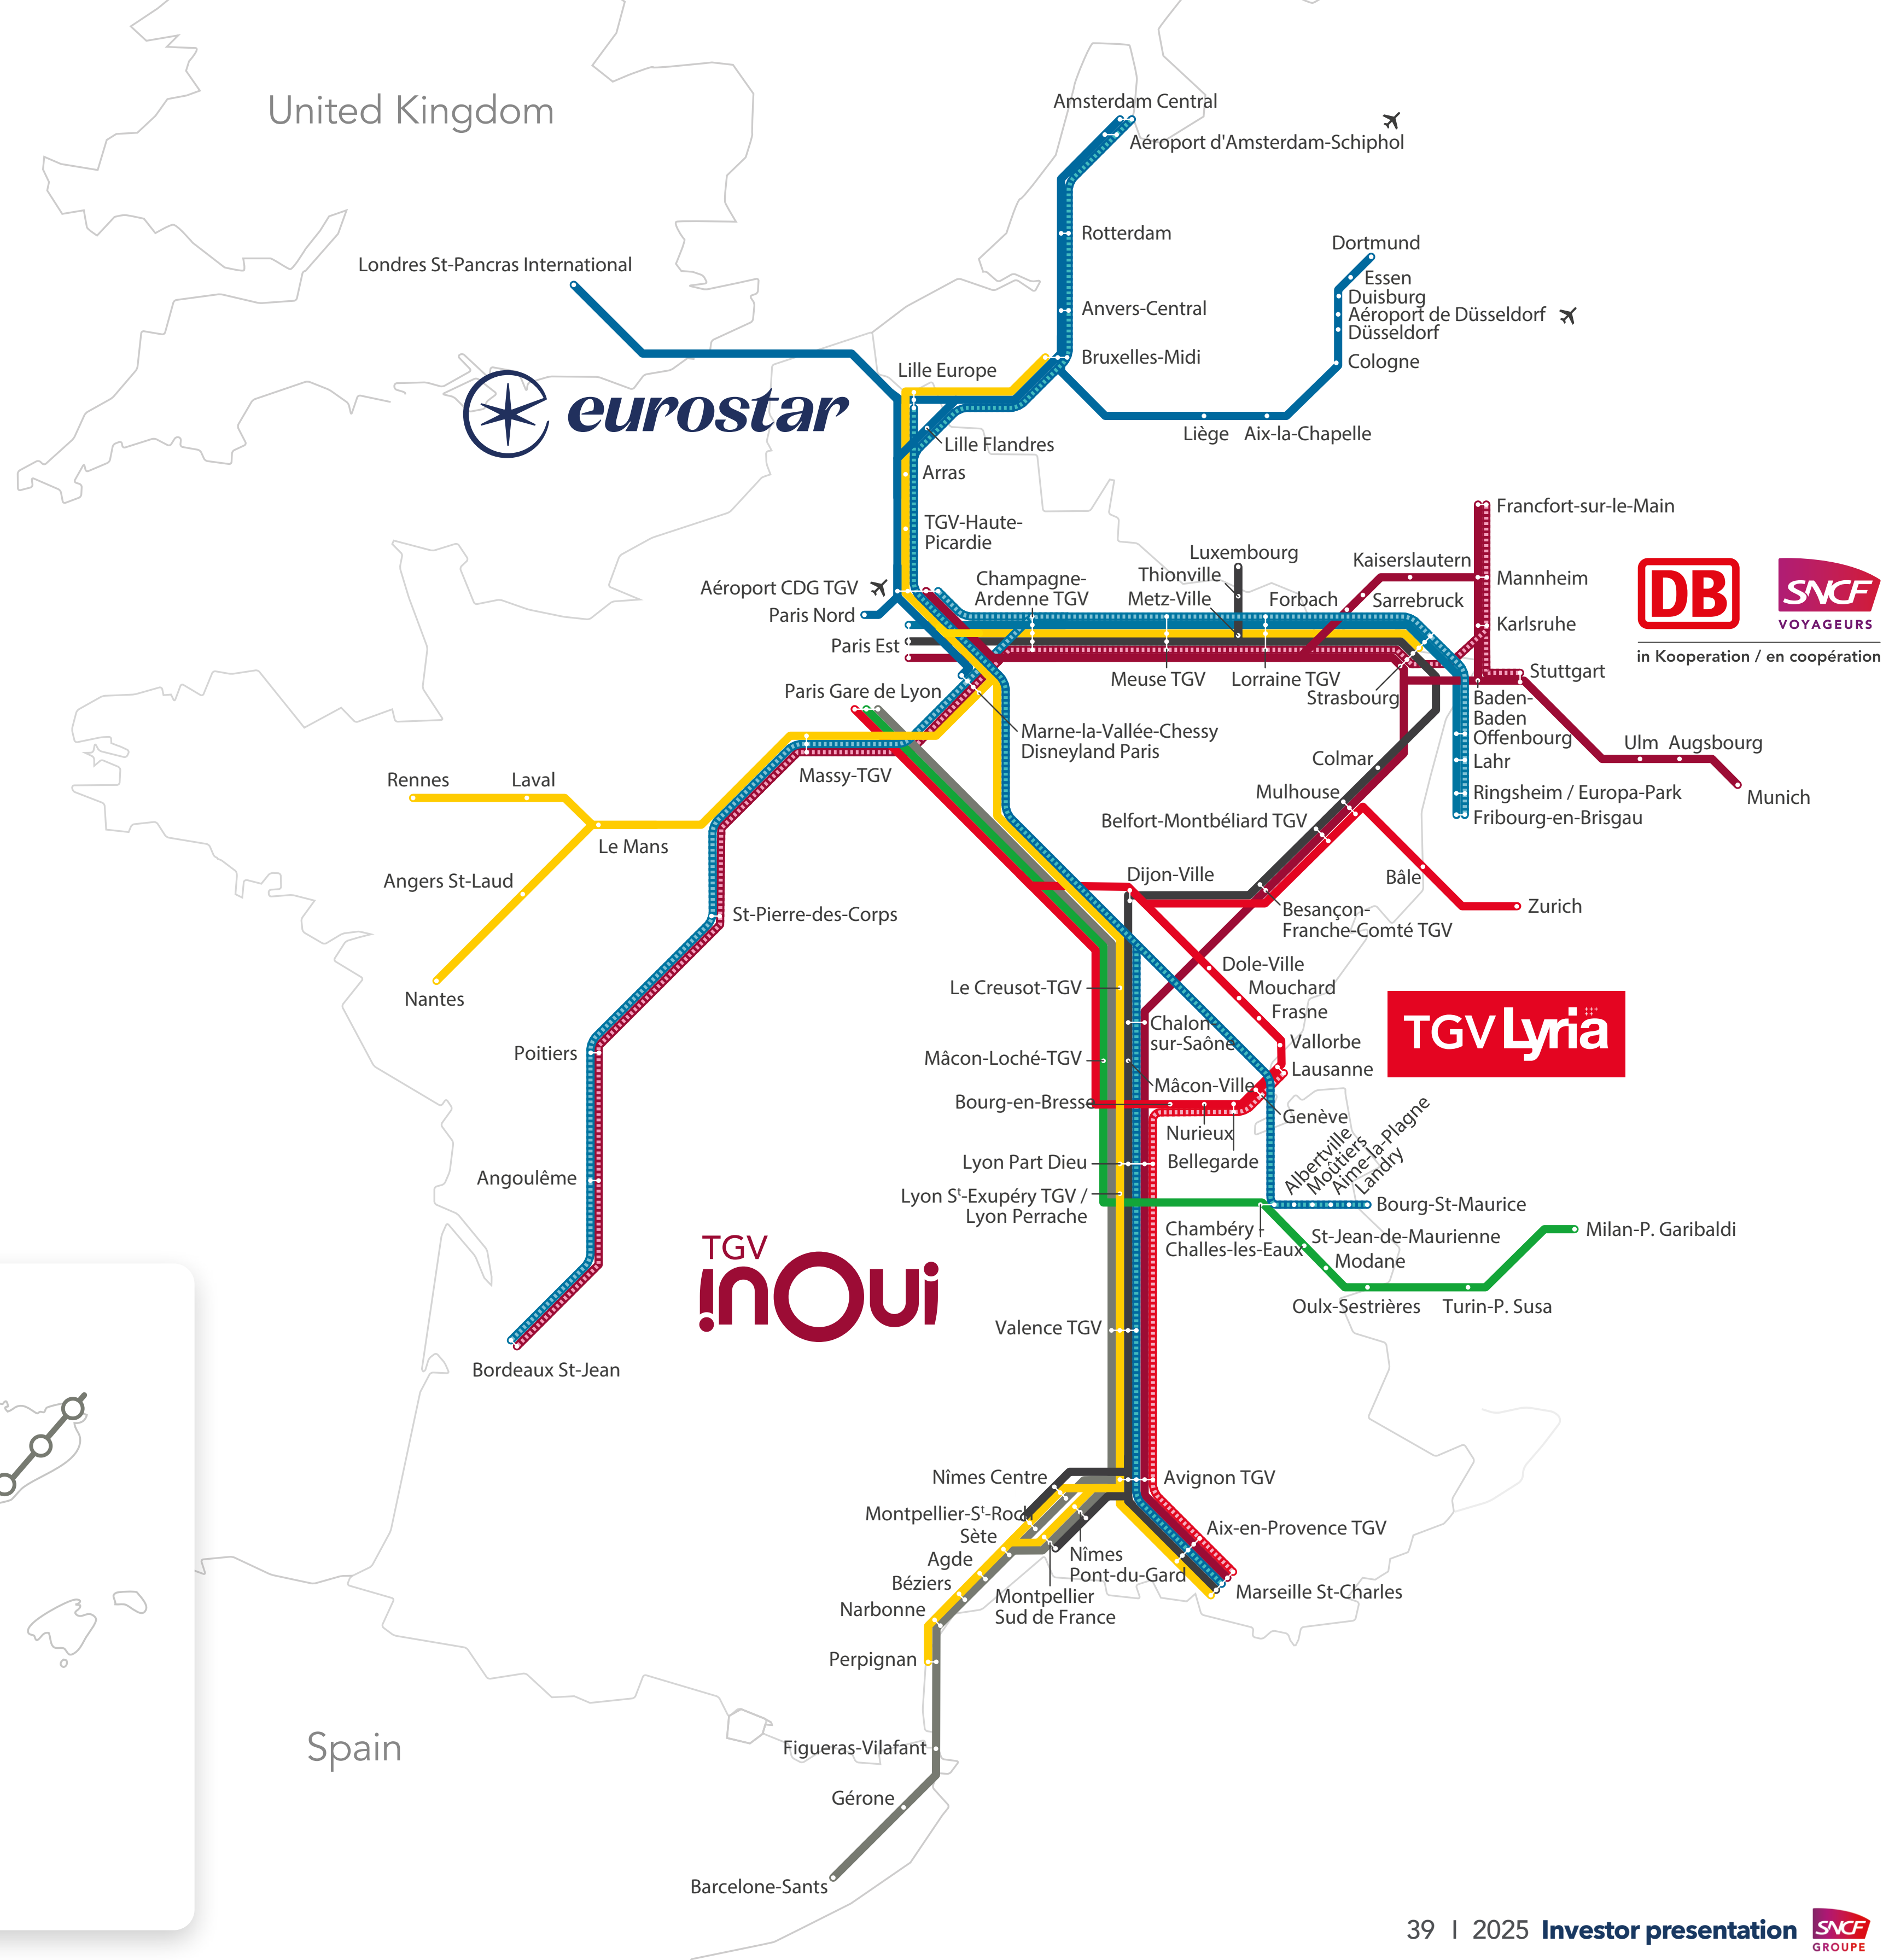 United Kingdom
Amsterdam Central
Aéroport d'Amsterdam-Schiphol
Rotterdam
Dortmund
Londres St-Pancras International
Essen
Duisburg
Anvers-Central
Aéroport de Düsseldorf
Düsseldorf
Bruxelles-Midi
Cologne
Lille Europe
eurostar
Liège
Aix-la-Chapelle
Lille Flandres
Arras
Francfort-sur-le-Main
TGV-Haute-
Picardie
Luxembourg
Kaiserslautern
Thionville
Mannheim
Champagne-
Ardenne TGV
Aéroport CDG TGV
Metz-Ville
Forbach
Sarrebruck
DB
SNCF
VOYAGEURS
Paris Nord
Karlsruhe
Paris Est
in Kooperation / en coopération
Stuttgart
Meuse TGV
Lorraine TGV
Paris Gare de Lyon
Strasbourg
Baden-
Baden
Marne-la-Vallée-Chessy
Disneyland Paris
Offenbourg
Ulm
Augsbourg
Colmar
Lahr
Massy-TGV
Rennes
Laval
Mulhouse
Ringsheim / Europa-Park
Munich
Belfort-Montbéliard TGV
Fribourg-en-Brisgau
Le Mans
Dijon-Ville
Bâle
Angers St-Laud
Zurich
St-Pierre-des-Corps
Besançon-
Franche-Comté TGV
Dole-Ville
Nantes
Le Creusot-TGV
Mouchard
Frasne
Chalon-
sur-Saône
TGV Lyria
Poitiers
Vallorbe
Mâcon-Loché-TGV
Lausanne
Mâcon-Ville
Bourg-en-Bresse
Genève
Nurieux
Lyon Part Dieu
Bellegarde
Albertville
Moûtiers
Aime-la-Plagne
Landry
Angoulême
Lyon St-Exupéry TGV /
Lyon Perrache
Bourg-St-Maurice
Chambéry -
Challes-les-Eaux
St-Jean-de-Maurienne
Milan-P. Garibaldi
TGV
inOui
Modane
Oulx-Sestrières
Turin-P. Susa
Valence TGV
Bordeaux St-Jean
Nîmes Centre
Avignon TGV
Montpellier-St-Roch
Aix-en-Provence TGV
Sète
Nîmes
Pont-du-Gard
Agde
Béziers
Marseille St-Charles
Montpellier
Sud de France
Narbonne
Perpignan
Spain
Figueras-Vilafant
Gérone
Barcelone-Sants
39 I 2025 Investor presentation
SNCF
GROUPE